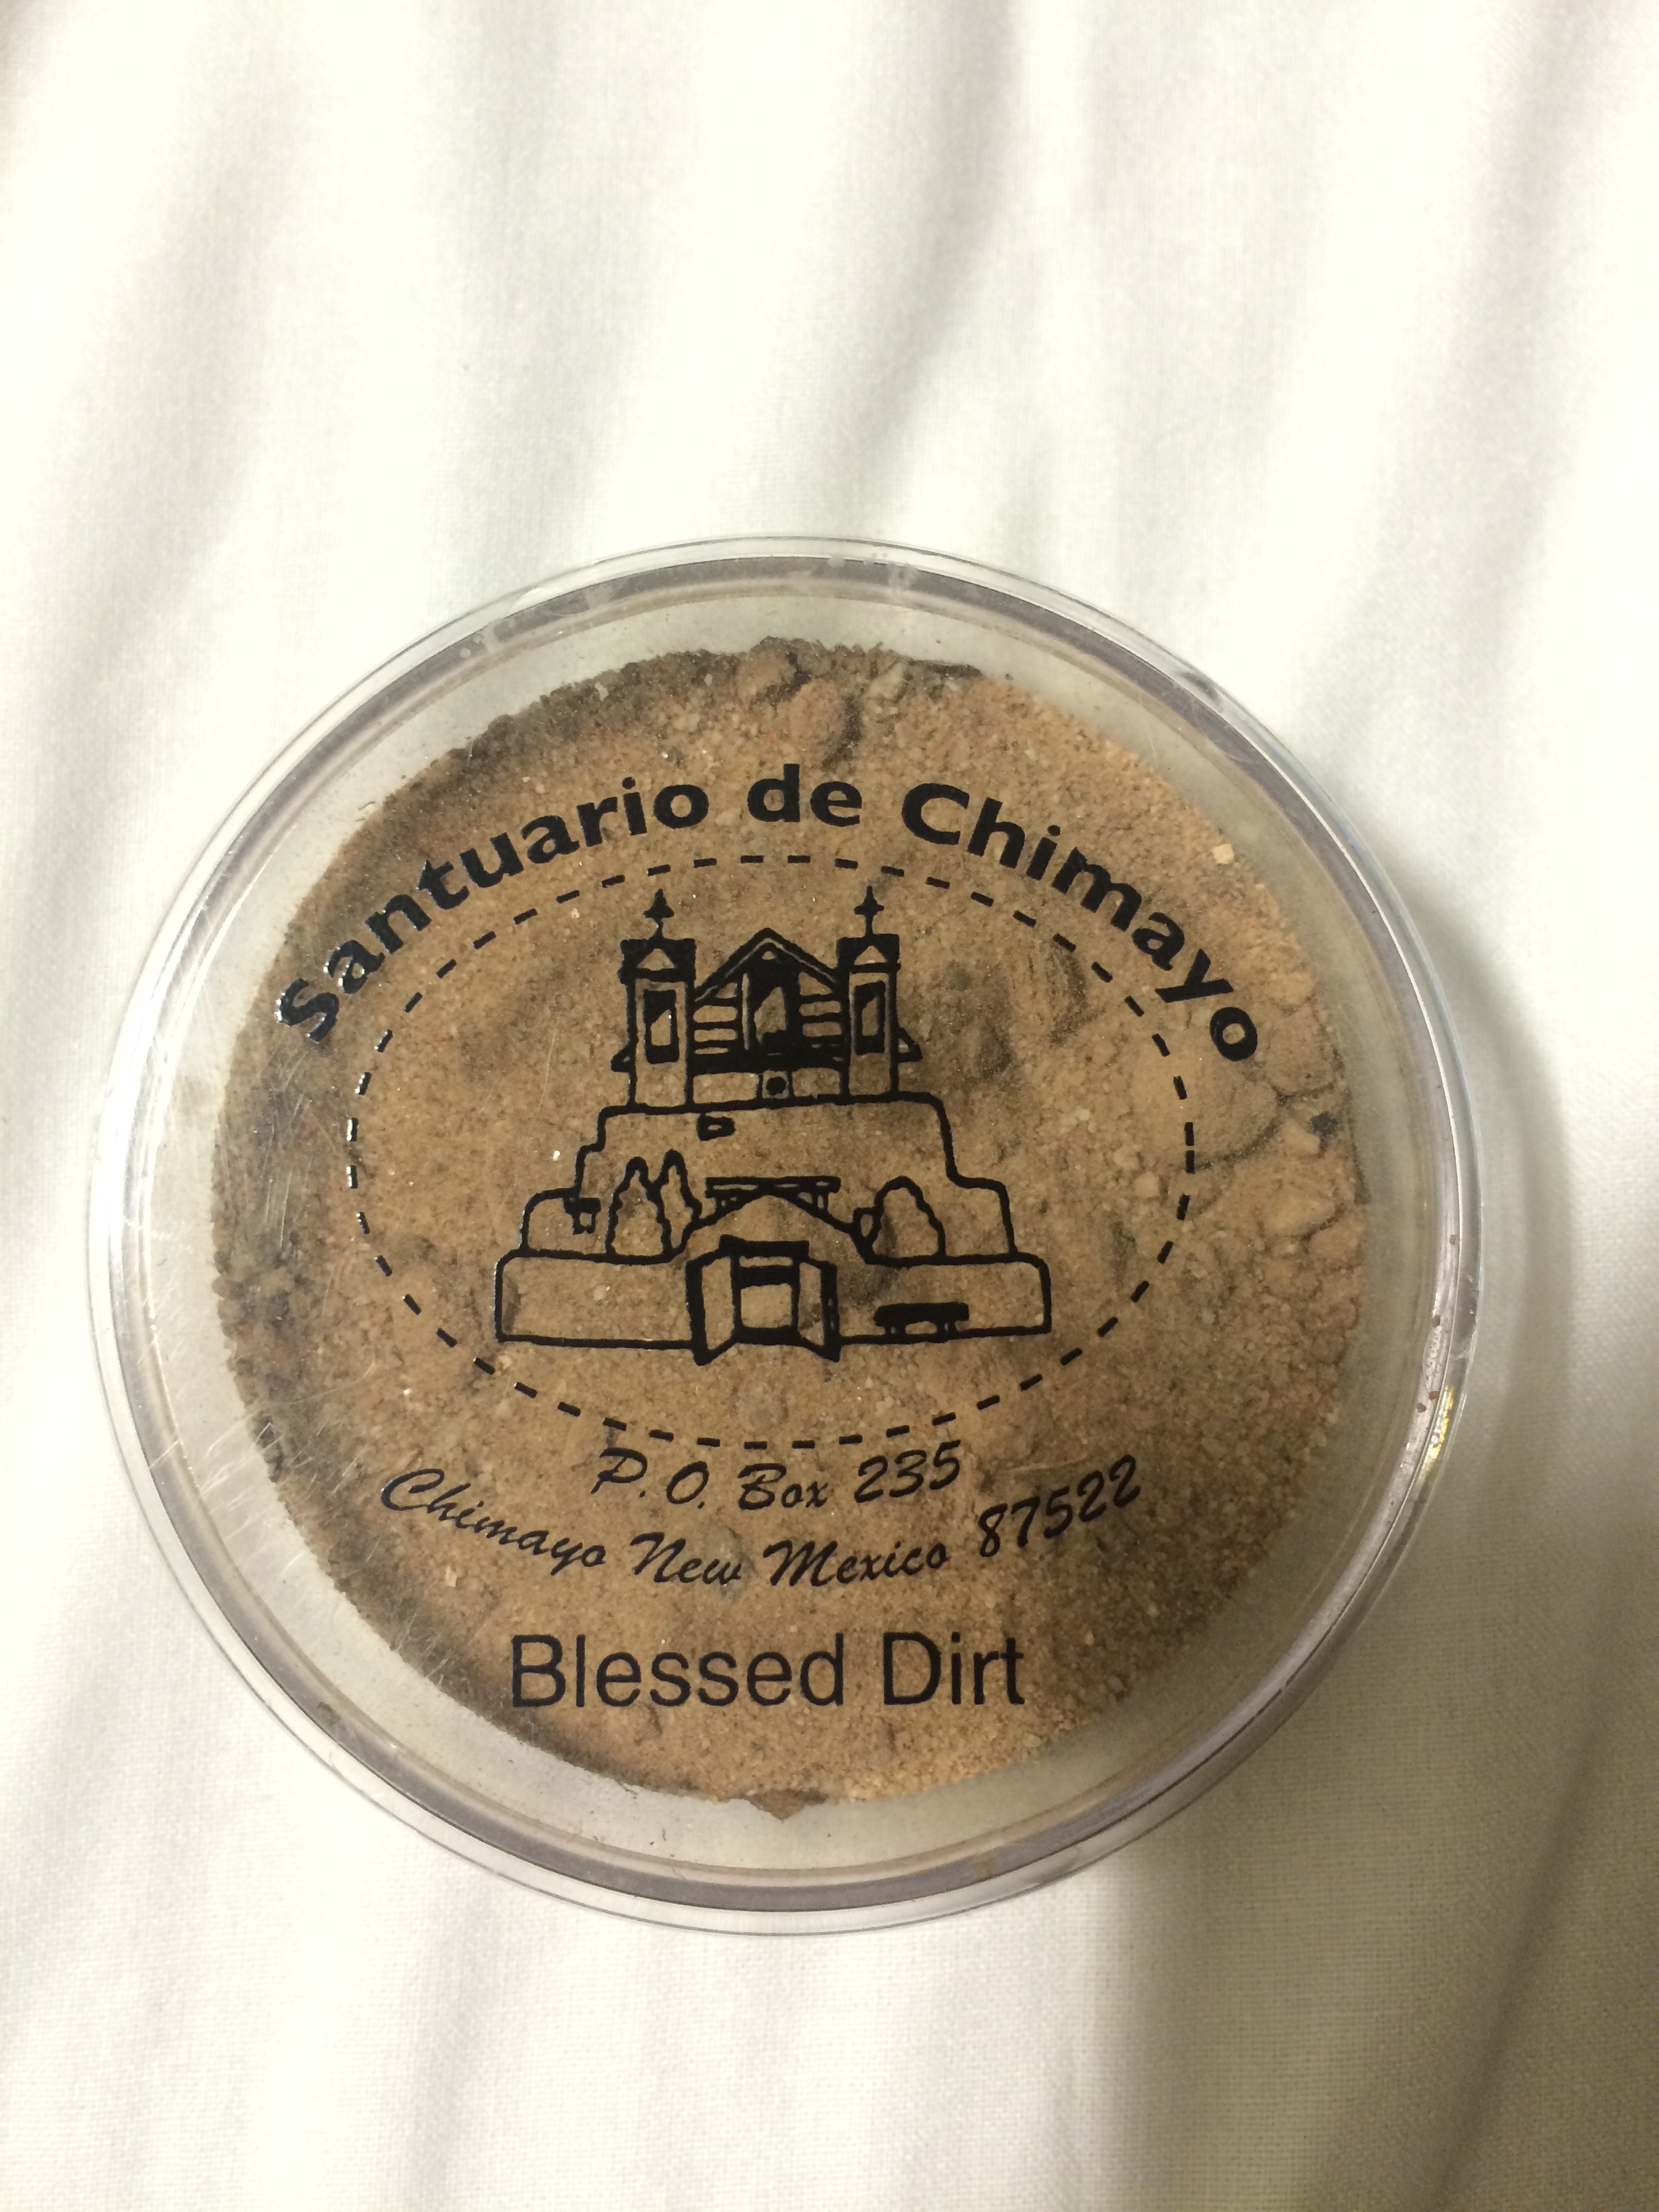 Santuario de Chimayo
P.O. Box 235
Chimayo New Mexico 87522
Blessed Dirt